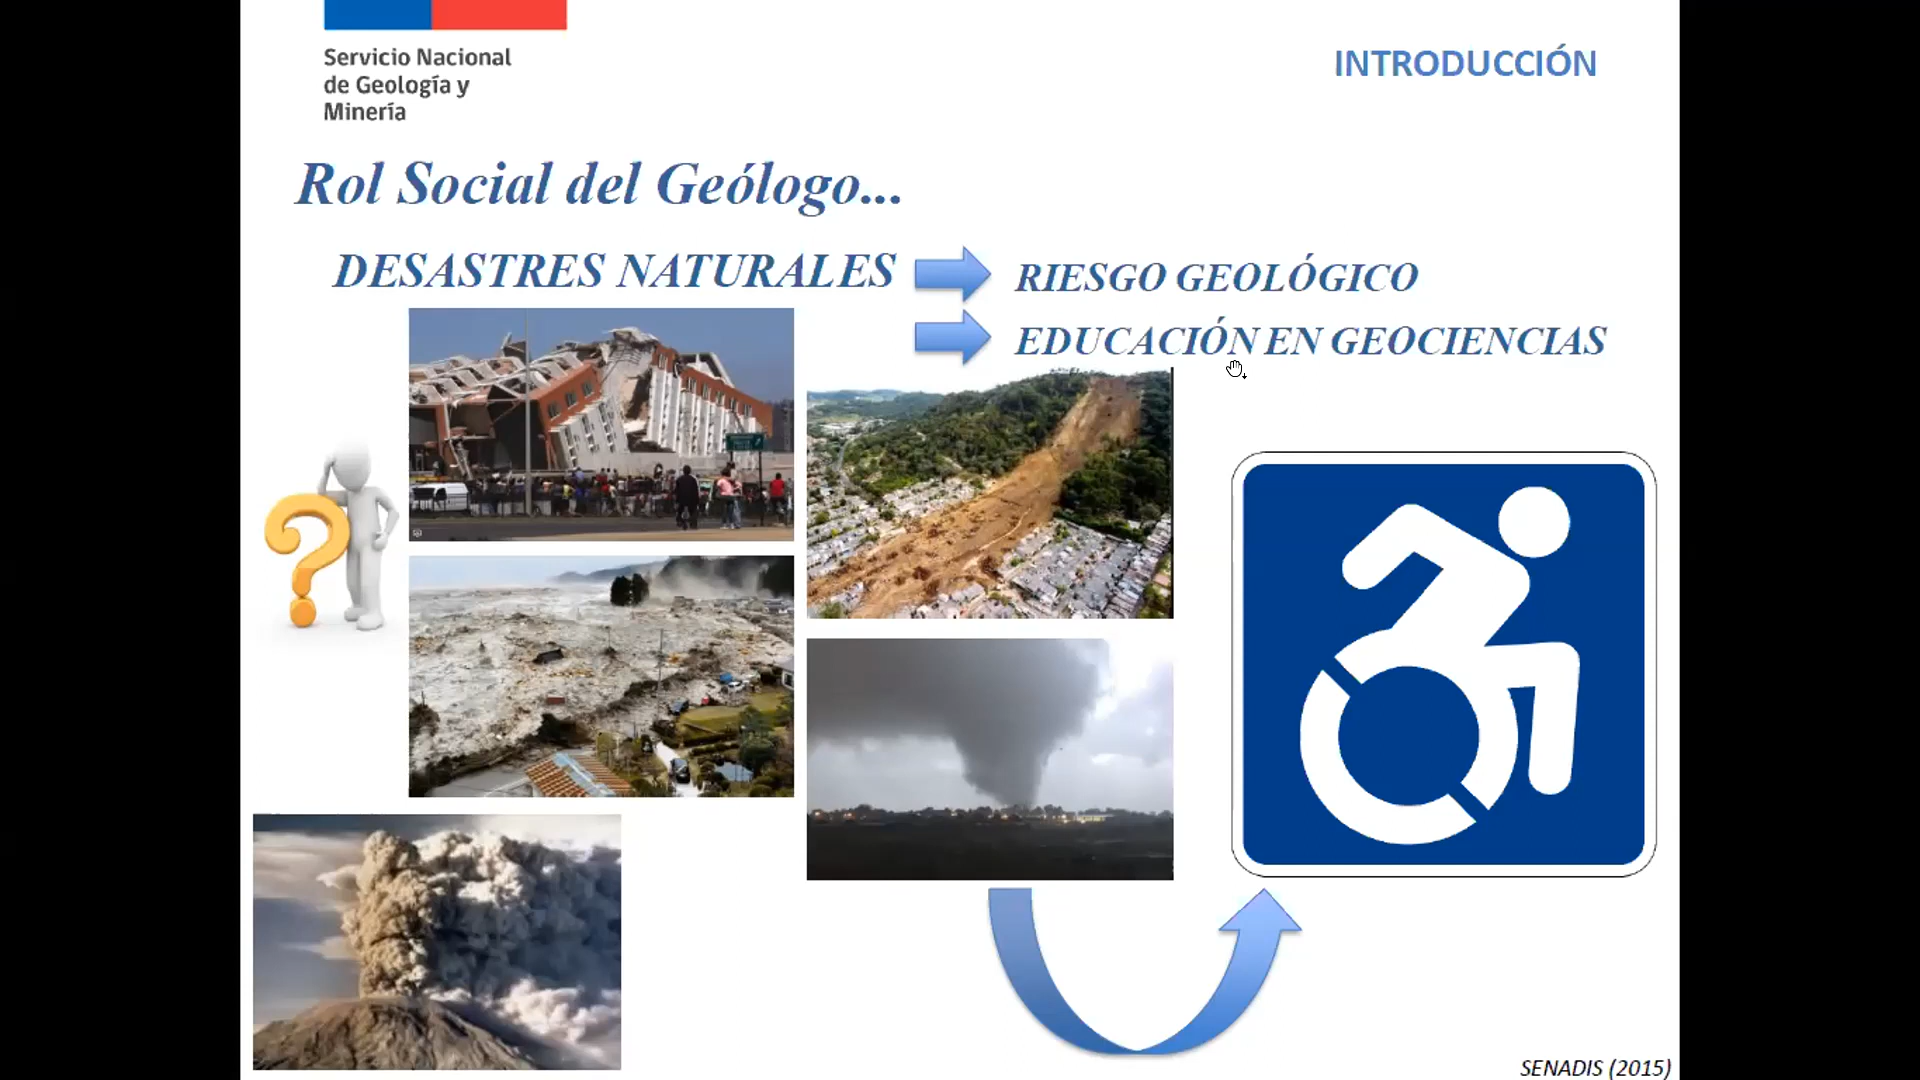 Servicio Nacional
de Geología y
Minería
INTRODUCCIÓN
Rol Social del Geólogo...
DESASTRES NATURALES
RIESGO GEOLÓGICO
EDUCACIÓN EN GEOCIENCIAS
SENADIS (2015)